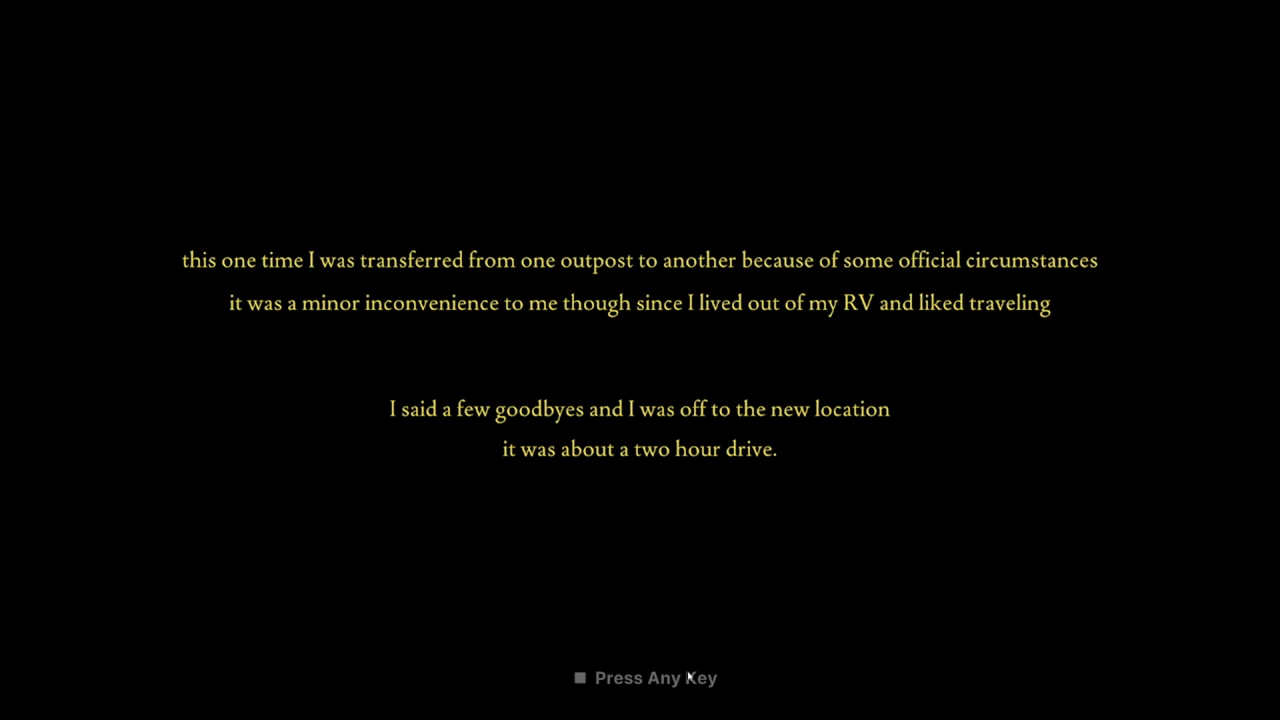 this one time I was transferred from one outpost to another because of some official circumstances
it was a minor inconvenience to me though since I lived out of my RV and liked traveling
I said a few goodbyes and I was off to the new location
it was about a two hour drive.
Press Any Key